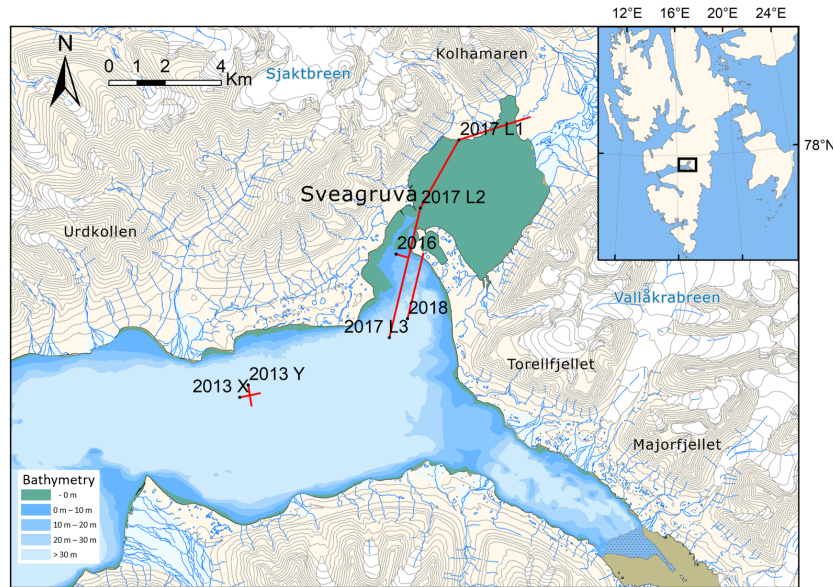 12°E 16°E 20°E 24°E
78°N
N
0 1 2 4
Km
Kolhamaren
Sjaktbreen
2017 L1
Sveagruva
2017 L2
Urdkollen
2016
Vallåkrabreen
2018
2017 L3
Torellfjellet
2013 X
2013 Y
Majorfjellet
Bathymetry
- 0 m
0 m – 10 m
10 m – 20 m
20 m – 30 m
> 30 m